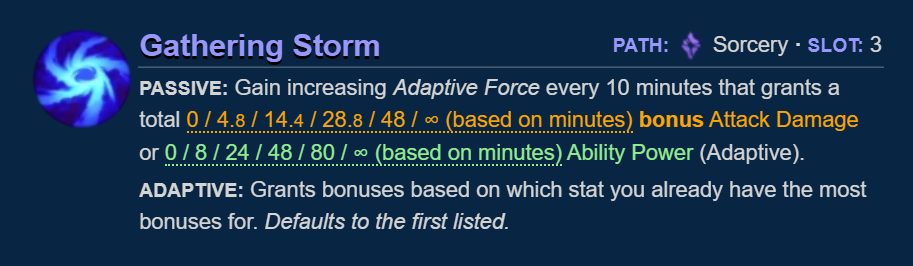 Gathering Storm PATH: Sorcery · SLOT: 3
PASSIVE: Gain increasing Adaptive Force every 10 minutes that grants a
total 0 / 4.8 / 14.4 / 28.8 / 48 / ∞ (based on minutes) bonus Attack Damage
or 0 / 8 / 24 / 48 / 80 / ∞ (based on minutes) Ability Power (Adaptive).
ADAPTIVE: Grants bonuses based on which stat you already have the most
bonuses for. Defaults to the first listed.